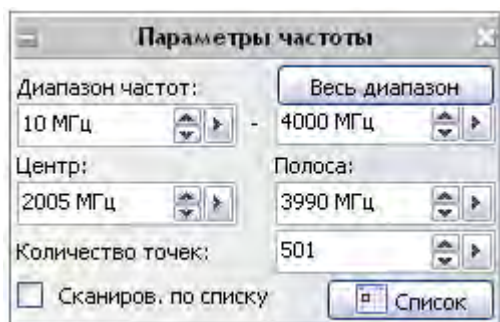 Параметры частоты
Диапазон частот: Весь диапазон
10 МГц - 4000 МГц
Центр: Полоса:
2005 МГц 3990 МГц
Количество точек: 501
Сканиров. по списку Список